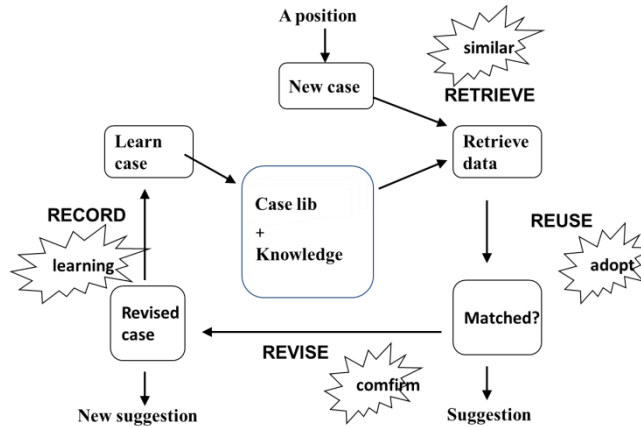 A position
similar
New case
RETRIEVE
Learn
case
Retrieve
data
Case lib
+
Knowledge
RECORD
REUSE
learning
adopt
Revised
case
Matched?
REVISE
comfirm
New suggestion
Suggestion